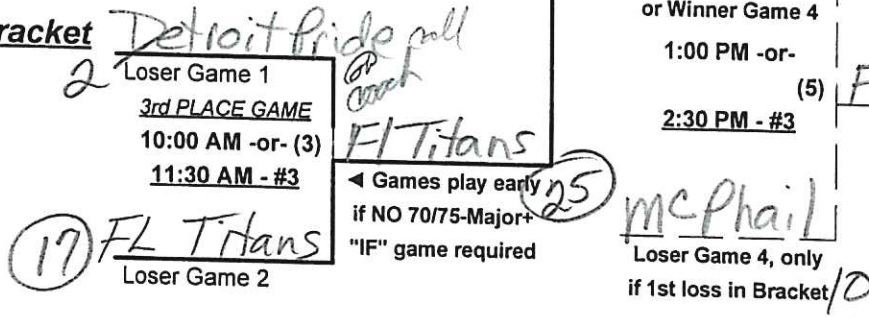 racket
Detroit Pride
2
Loser Game 1
3rd PLACE GAME
10:00 AM -or- (3)
11:30 AM - #3
17
FL Titans
Loser Game 2
Fl Titans
◄ Games play early
25
if NO 70/75-Major+
"IF" game required
or Winner Game 4
1:00 PM -or-
(5)
2:30 PM - #3
F
McPhail
Loser Game 4, only
if 1st loss in Bracket